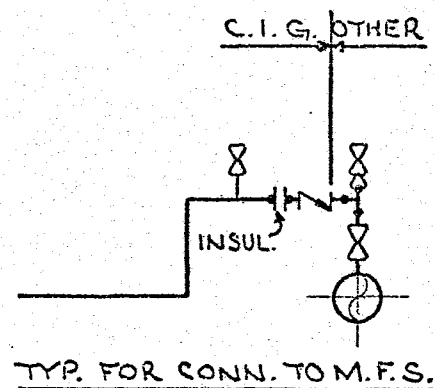 C.I.G. OTHER
INSUL.
TYP. FOR CONN. TO M.F.S.